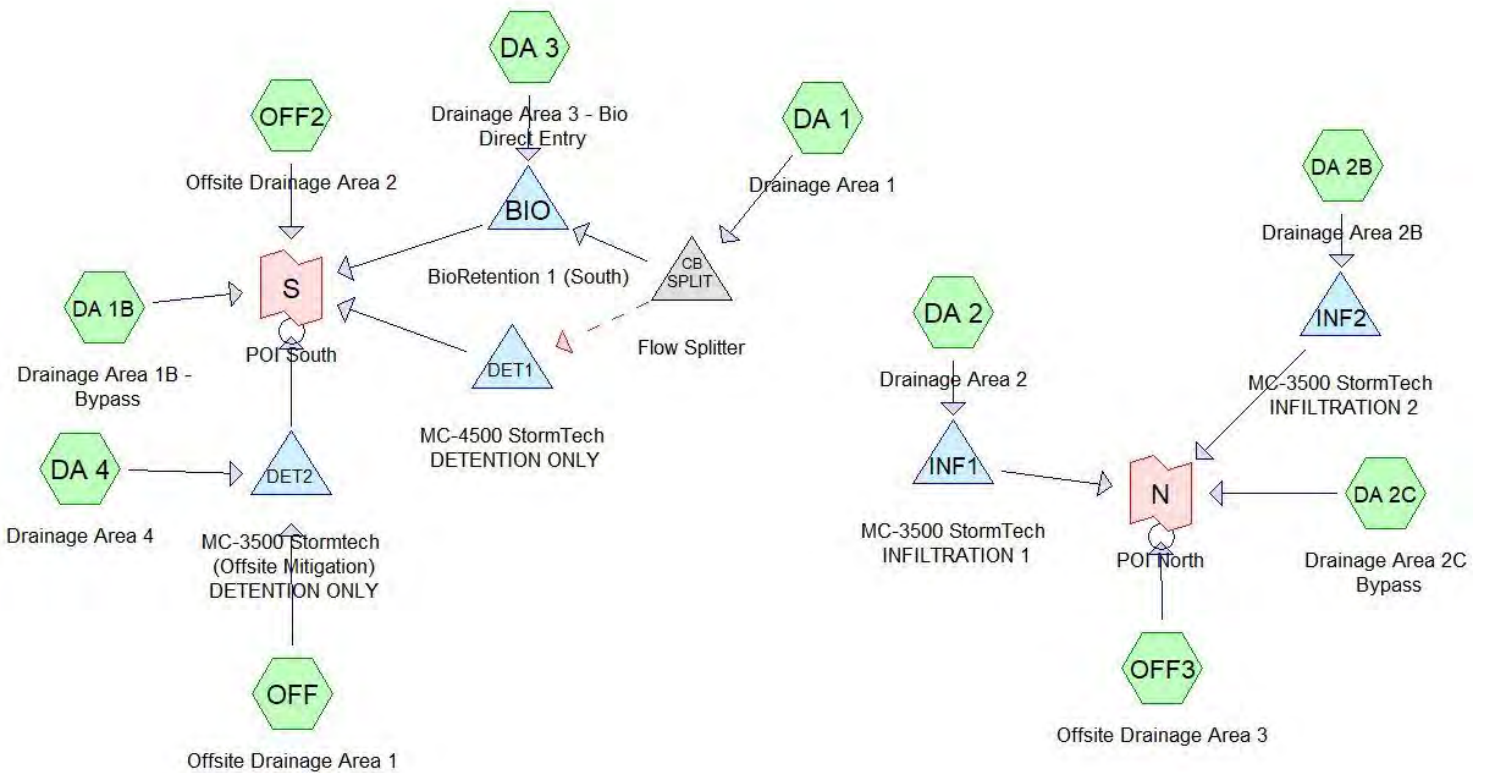 DA 3
Drainage Area 3 - Bio
Direct Entry
OFF2
Offsite Drainage Area 2
DA 1
Drainage Area 1
BIO
BioRetention 1 (South)
CB
SPLIT
Flow Splitter
S
POI South
DA 1B
Drainage Area 1B -
Bypass
DET1
MC-4500 StormTech
DETENTION ONLY
DA 4
Drainage Area 4
DET2
MC-3500 Stormtech
(Offsite Mitigation)
DETENTION ONLY
OFF
Offsite Drainage Area 1
DA 2B
Drainage Area 2B
INF2
MC-3500 StormTech
INFILTRATION 2
DA 2
Drainage Area 2
INF1
MC-3500 StormTech
INFILTRATION 1
N
POI North
DA 2C
Drainage Area 2C
Bypass
OFF3
Offsite Drainage Area 3